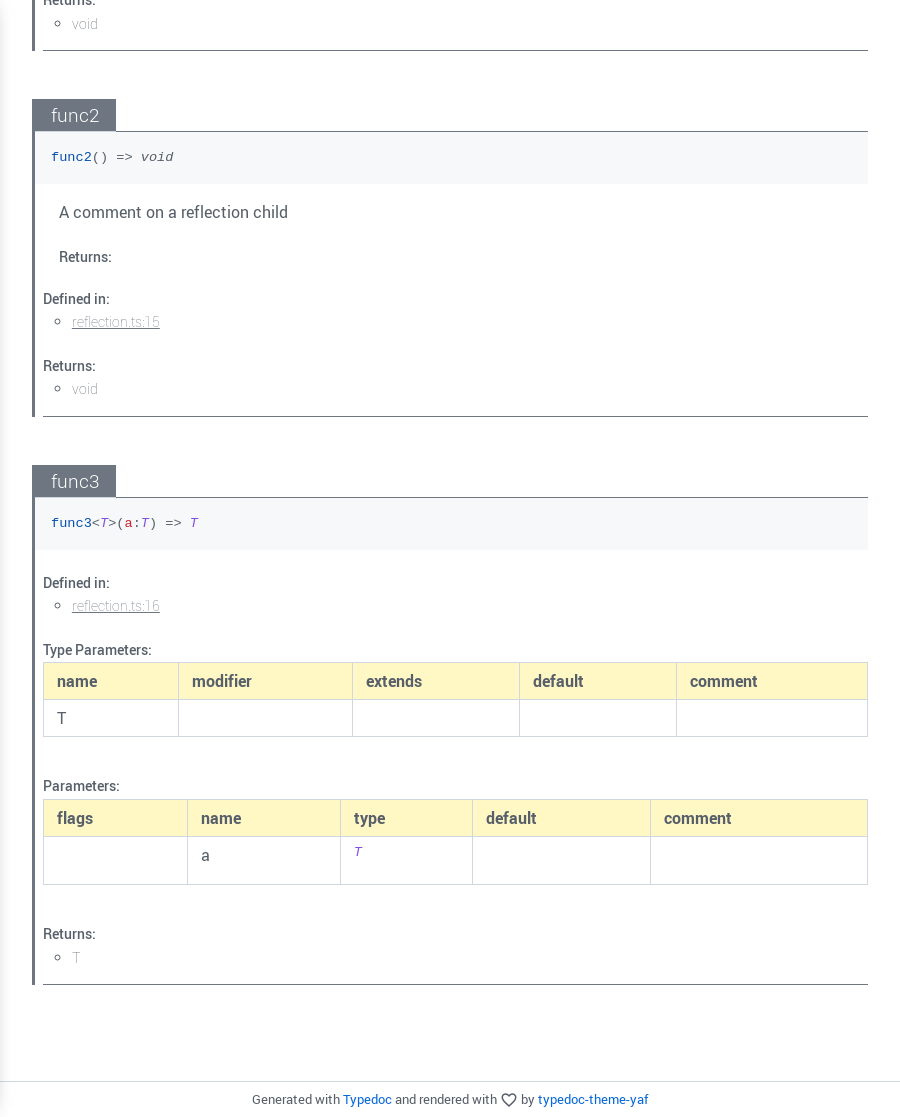 Returns:
void
func2
func2() => void
A comment on a reflection child
Returns:
Defined in:
reflection.ts:15
Returns:
void
func3
func3<T>(a:T) => T
Defined in:
reflection.ts:16
Type Parameters:
name modifier extends default comment
T
Parameters:
flags name type default comment
a T
Returns:
T
Generated with Typedoc and rendered with ♡ by typedoc-theme-yaf